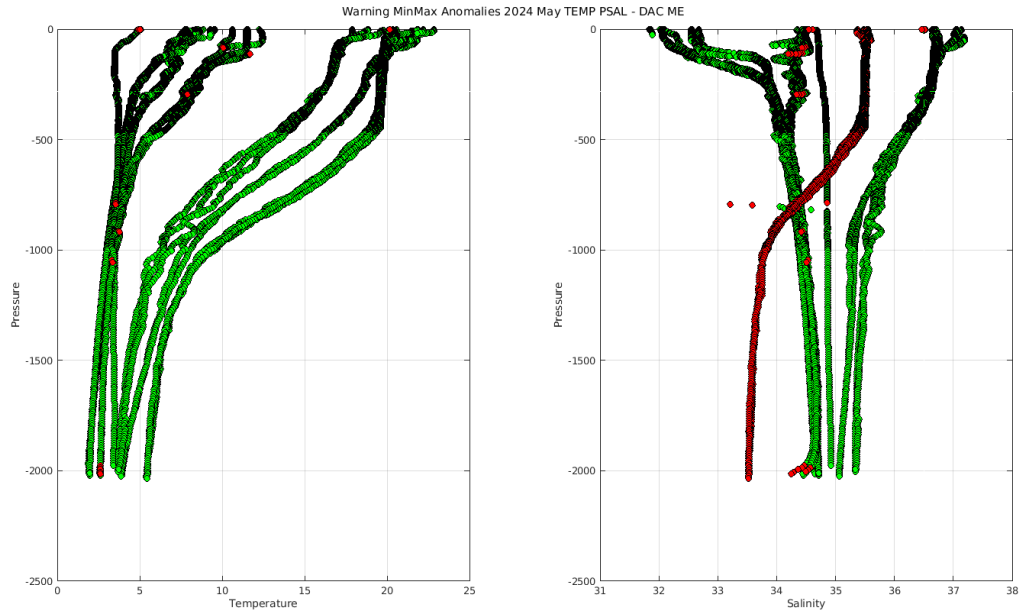 Warning MinMax Anomalies 2024 May TEMP PSAL - DAC ME
0
-500
-1000
-1500
-2000
-2500
Pressure
0 5 10 15 20 25
Temperature
0
-500
-1000
-1500
-2000
-2500
Pressure
31 32 33 34 35 36 37 38
Salinity